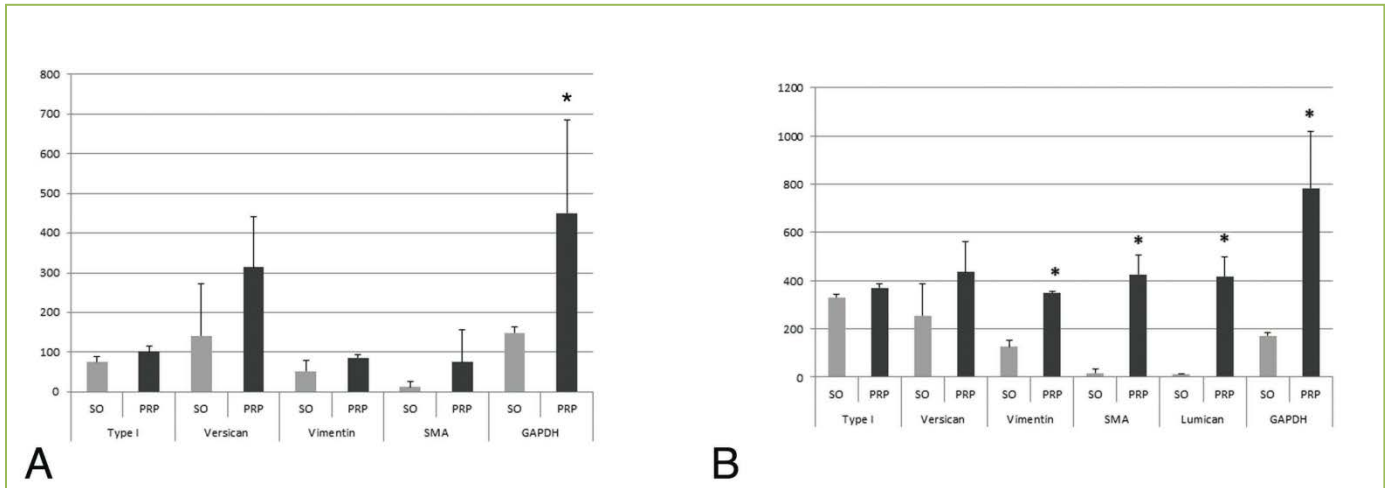 800
700
600
500
400
300
200
100
0
*
SO PRP SO PRP SO PRP SO PRP SO PRP
Type I Versican Vimentin SMA GAPDH
A
1200
1000
800
600
400
200
0
* * * *
SO PRP SO PRP SO PRP SO PRP SO PRP SO PRP
Type I Versican Vimentin SMA Lumican GAPDH
B